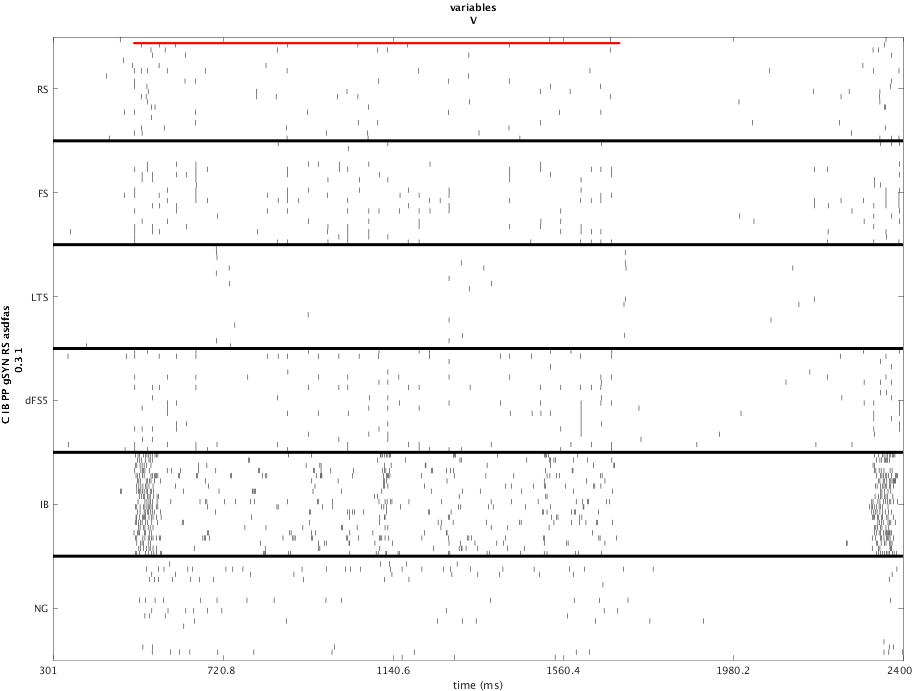 variables
V
C IB PP gSYN RS asdfas
0.3 1
RS
FS
LTS
dFS5
IB
NG
301
720.8
1140.6
1560.4
1980.2
2400
time (ms)